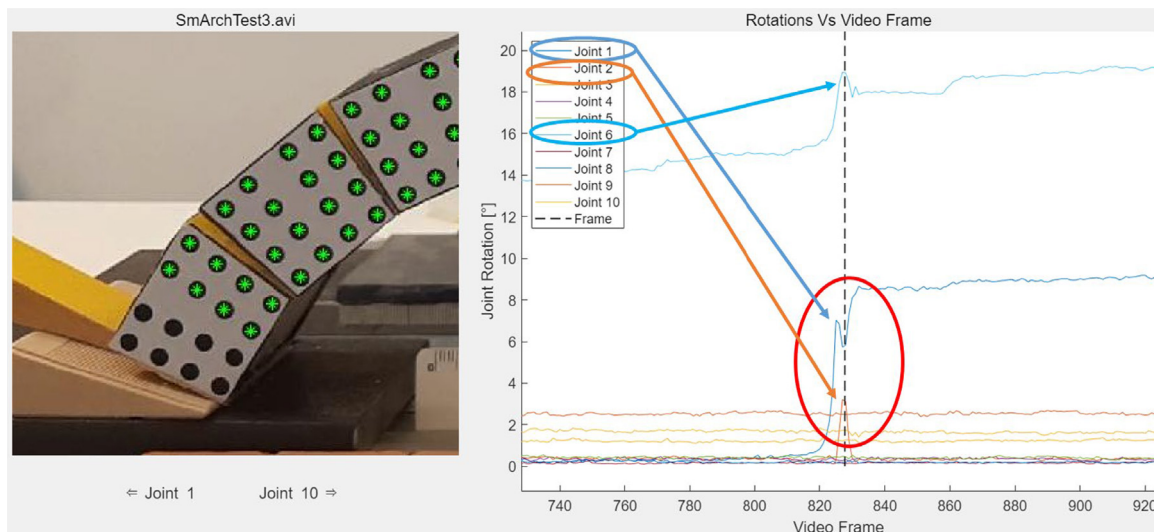 SmArchTest3.avi
⇐ Joint 1
Joint 10 ⇒
Rotations Vs Video Frame
Joint Rotation [°]
20
18
16
14
12
10
8
6
4
2
0
Joint 1
Joint 2
Joint 3
Joint 4
Joint 5
Joint 6
Joint 7
Joint 8
Joint 9
Joint 10
Frame
740
760
780
800
820
840
860
880
900
920
Video Frame